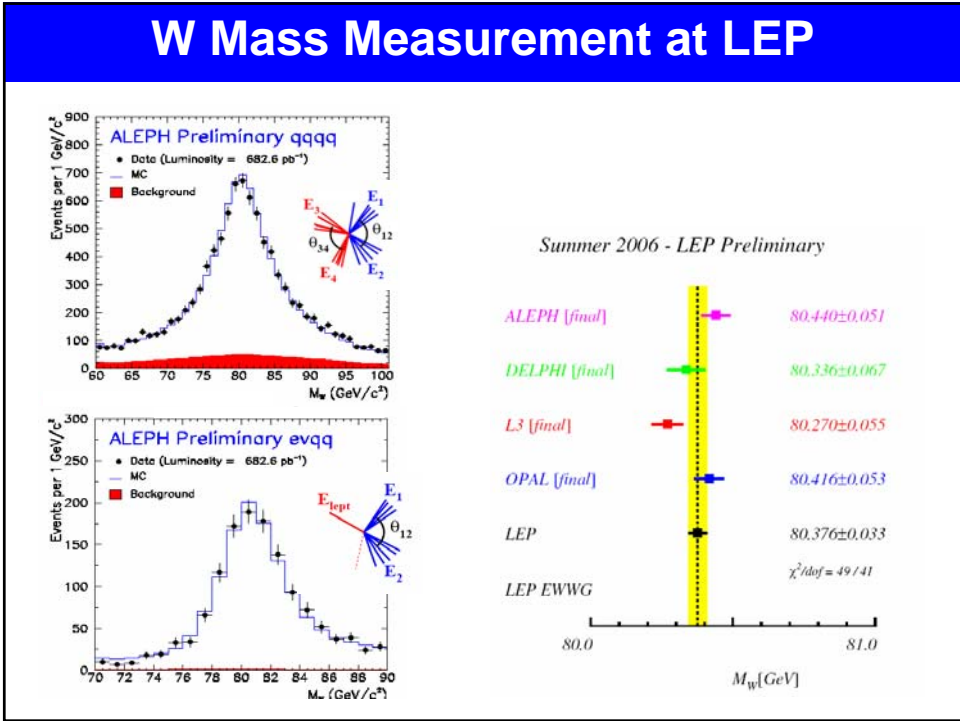 W Mass Measurement at LEP
Events per 1 GeV/c²
900
800
700
600
500
400
300
200
100
0
ALEPH Preliminary qqqq
Data (Luminosity = 682.6 pb⁻¹)
MC
Background
E₃
E₁
θ₃₄
θ₁₂
E₄
E₂
60 65 70 75 80 85 90 95 100
M_W (GeV/c²)
Events per 1 GeV/c²
300
250
200
150
100
50
0
ALEPH Preliminary eνqq
Data (Luminosity = 682.6 pb⁻¹)
MC
Background
E_lept
E₁
θ₁₂
E₂
70 72 74 76 78 80 82 84 86 88 90
M_W (GeV/c²)
Summer 2006 - LEP Preliminary
ALEPH [final] 80.440±0.051
DELPHI [final] 80.336±0.067
L3 [final] 80.270±0.055
OPAL [final] 80.416±0.053
LEP 80.376±0.033
χ²/dof = 49 / 41
LEP EWWG
80.0 81.0
M_W[GeV]